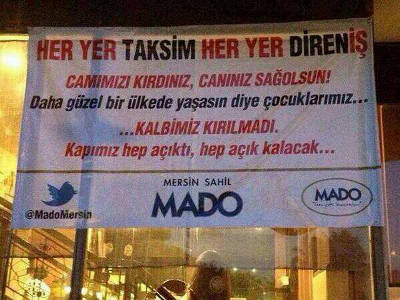 HER YER TAKSİM HER YER DİRENİŞ
CAMIMIZI KIRDINIZ, CANINIZ SAĞOLSUN!
Daha güzel bir ülkede yaşasın diye çocuklarımız...
...KALBİMİZ KIRILMADI.
Kapımız hep açıktı, hep açık kalacak...
MERSİN SAHİL
MADO
@MadoMersin
MADO